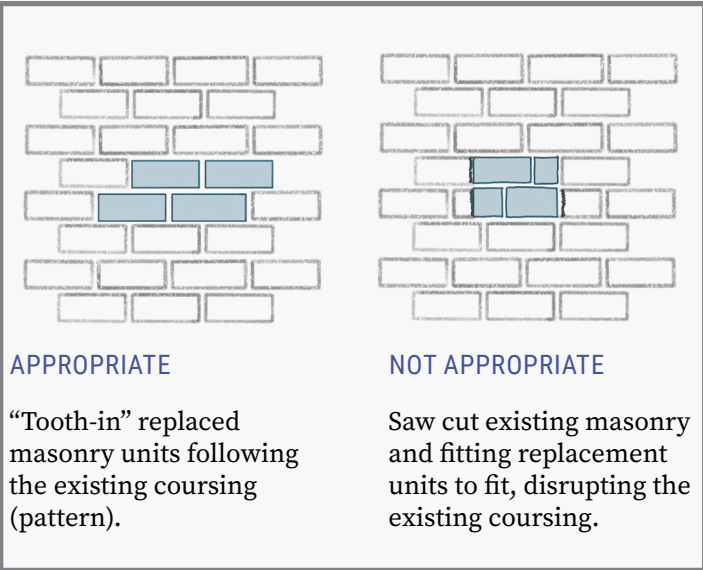 APPROPRIATE
“Tooth-in” replaced
masonry units following
the existing coursing
(pattern).
NOT APPROPRIATE
Saw cut existing masonry
and fitting replacement
units to fit, disrupting the
existing coursing.